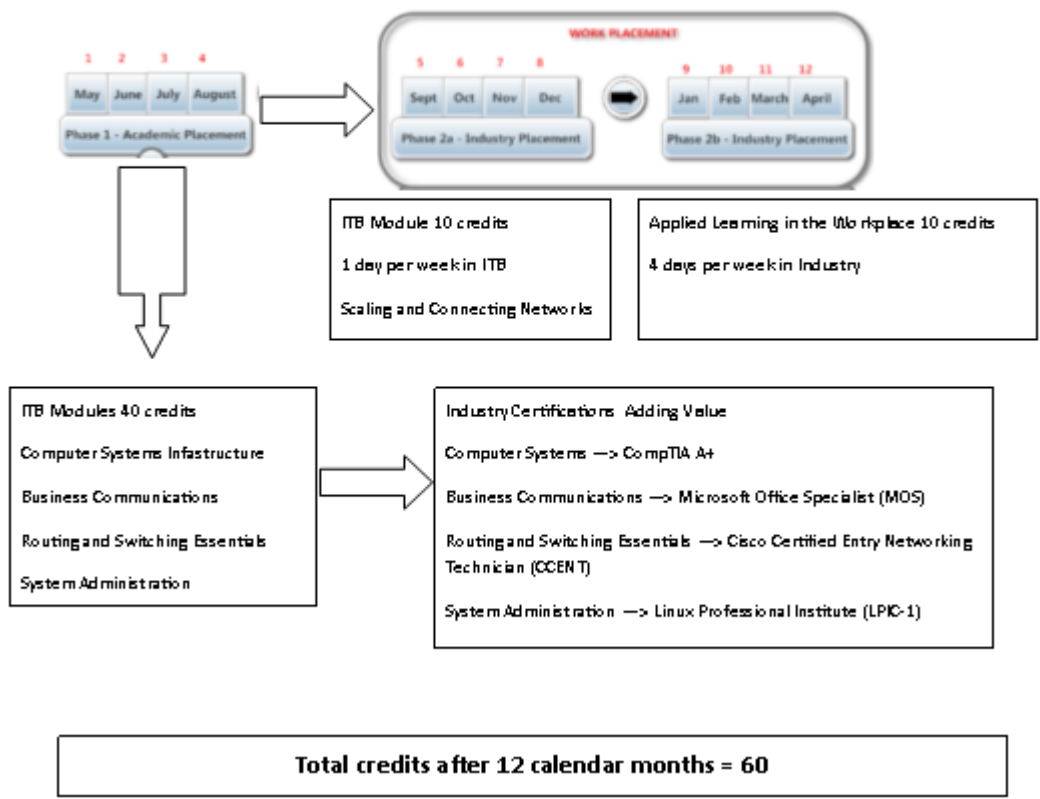 WORK PLACEMENT
1 2 3 4
May June July August
Phase 1 - Academic Placement
5 6 7 8
Sept Oct Nov Dec
Phase 2a - Industry Placement
9 10 11 12
Jan Feb March April
Phase 2b - Industry Placement
ITB Module 10 credits
1 day per week in ITB
Scaling and Connecting Networks
Applied Learning in the Workplace 10 credits
4 days per week in Industry
ITB Modules 40 credits
Computer Systems Infastructure
Business Communications
Routing and Switching Essentials
System Administration
Industry Certifications Adding Value
Computer Systems —> CompTIA A+
Business Communications —> Microsoft Office Specialist (MOS)
Routing and Switching Essentials —> Cisco Certified Entry Networking
Technician (CCENT)
System Administration —> Linux Professional Institute (LPIC-1)
Total credits after 12 calendar months = 60